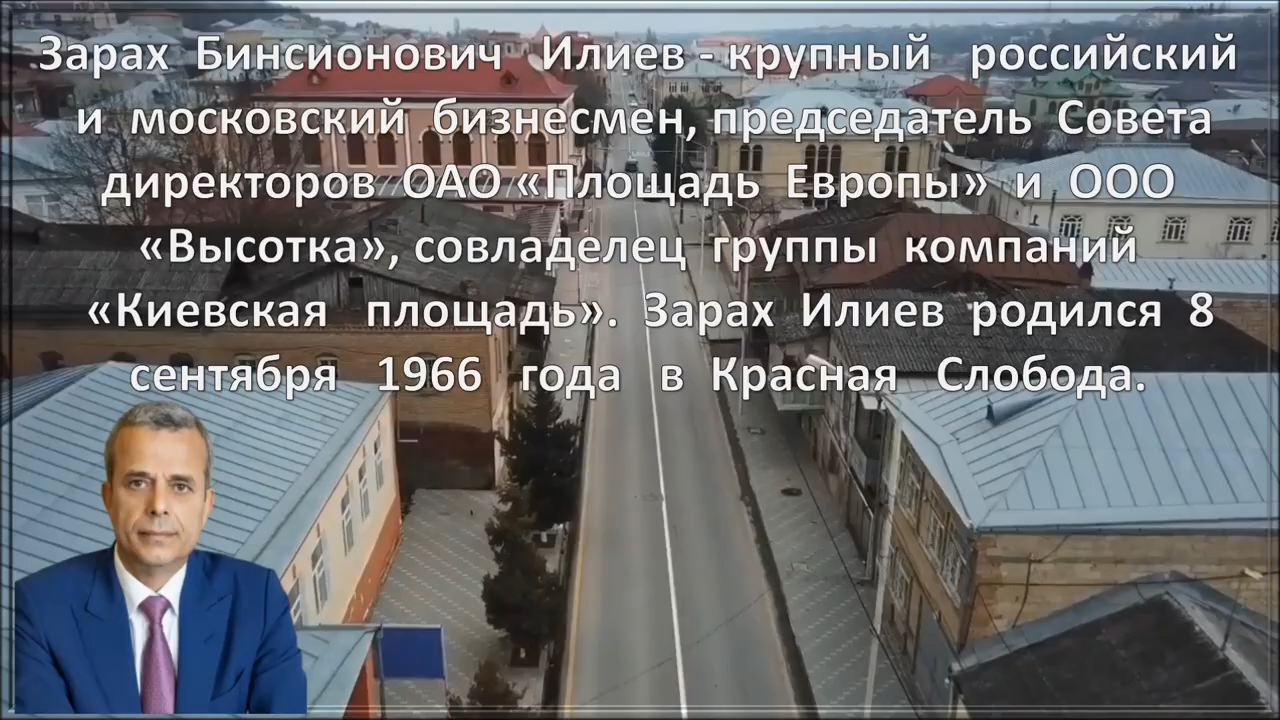 Зарах Бинсионович Илиев - крупный российский
и московский бизнесмен, председатель Совета
директоров ОАО «Площадь Европы» и ООО
«Высотка», совладелец группы компаний
«Киевская площадь». Зарах Илиев родился 8
сентября 1966 года в Красная Слобода.